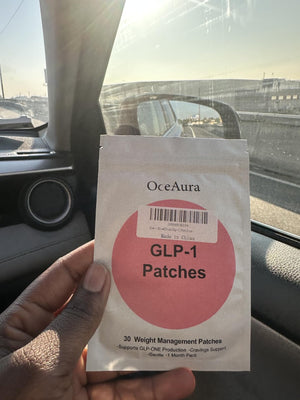 OceAura
Made in China
GLP-1
Patches
30 Weight Management Patches
-Supports GLP-ONE Production -Cravings Support
-Gentle -1 Month Pack